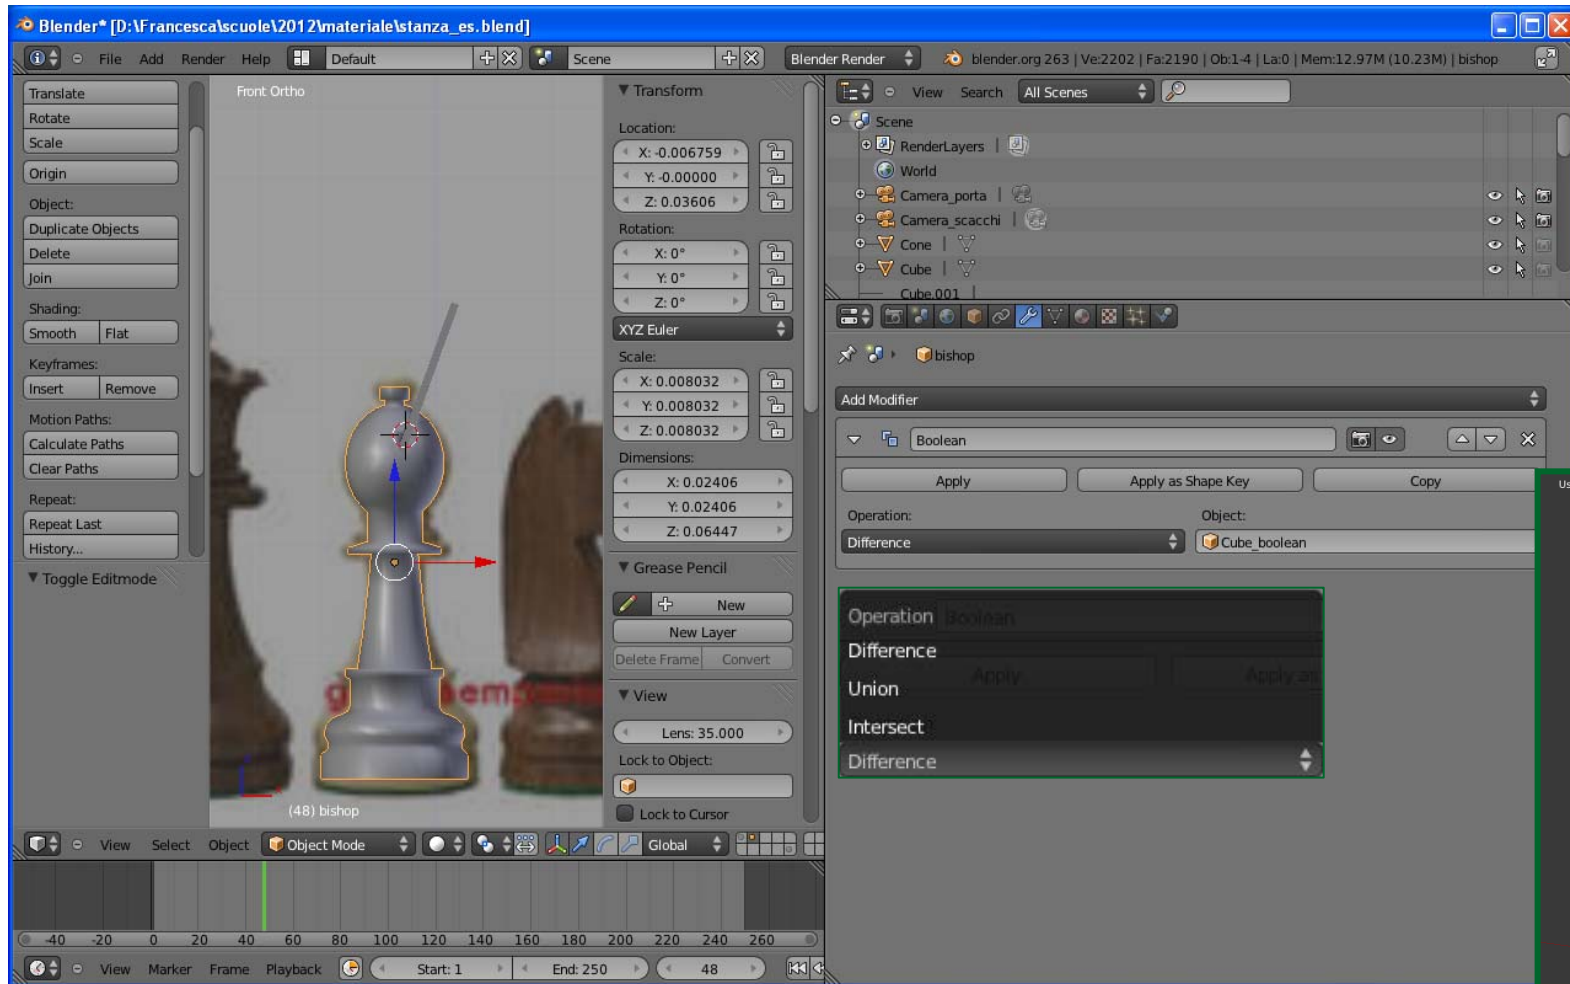 Blender* [D:\Francesca\scuole\2012\materiale\stanza_es.blend]
File Add Render Help Default Scene Blender Render blender.org 263 | Ve:2202 | Fa:2190 | Ob:1-4 | La:0 | Mem:12.97M (10.23M) | bishop
Translate
Rotate
Scale
Origin
Object:
Duplicate Objects
Delete
Join
Shading:
Smooth Flat
Keyframes:
Insert Remove
Motion Paths:
Calculate Paths
Clear Paths
Repeat:
Repeat Last
History...
Toggle Editmode
Front Ortho
(48) bishop
Transform
Location:
X: -0.006759
Y: -0.00000
Z: 0.03606
Rotation:
X: 0°
Y: 0°
Z: 0°
XYZ Euler
Scale:
X: 0.008032
Y: 0.008032
Z: 0.008032
Dimensions:
X: 0.02406
Y: 0.02406
Z: 0.06447
Grease Pencil
New
New Layer
Delete Frame Convert
View
Lens: 35.000
Lock to Object:
Lock to Cursor
View Select Object Object Mode Global
-40 -20 0 20 40 60 80 100 120 140 160 180 200 220 240 260
View Marker Frame Playback Start: 1 End: 250 48
View Search All Scenes
Scene
RenderLayers |
World
Camera_porta |
Camera_scacchi |
Cone |
Cube |
Cube.001 |
bishop
Add Modifier
Boolean
Apply Apply as Shape Key Copy
Operation: Object:
Difference Cube_boolean
Operation Boolean
Difference
Apply Apply as
Union
Intersect
Difference
Us